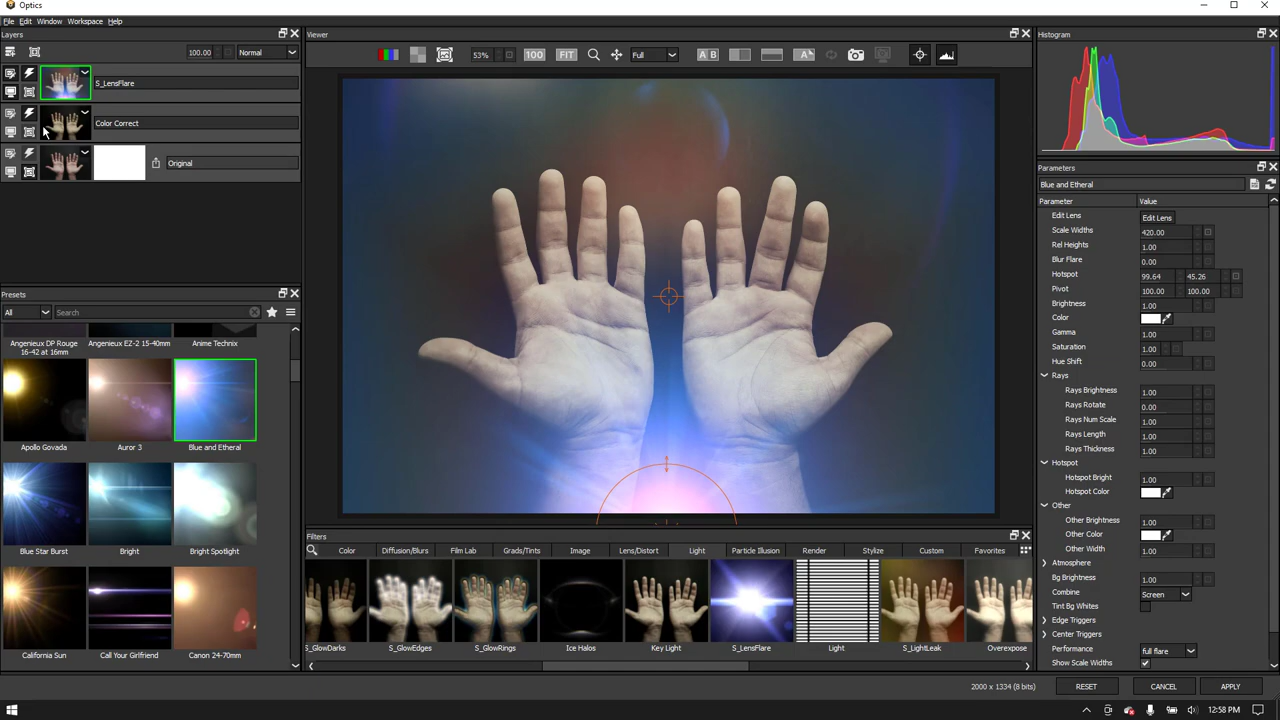 Optics
File Edit Window Workspace Help
Layers
100.00 Normal
S_LensFlare
Color Correct
Original
Presets
All Search
Angenieux DP Rouge 16-42 at 16mm
Angenieux EZ-2 15-40mm
Anime Technix
Apollo Govada
Auror 3
Blue and Etheral
Blue Star Burst
Bright
Bright Spotlight
California Sun
Call Your Girlfriend
Canon 24-70mm
Viewer
53% 100 FIT Full A B A
Filters
Color Diffusion/Blurs Film Lab Grads/Tints Image Lens/Distort Light Particle Illusion Render Stylize Custom Favorites
S_GlowDarks S_GlowEdges S_GlowRings Ice Halos Key Light S_LensFlare Light S_LightLeak Overexpose
Histogram
Parameters
Blue and Etheral
Parameter Value
Edit Lens Edit Lens
Scale Widths 420.00
Rel Heights 1.00
Blur Flare 0.00
Hotspot 99.64 45.26
Pivot 100.00 100.00
Brightness 1.00
Color
Gamma 1.00
Saturation 1.00
Hue Shift 0.00
Rays
Rays Brightness 1.00
Rays Rotate 0.00
Rays Num Scale 1.00
Rays Length 1.00
Rays Thickness 1.00
Hotspot
Hotspot Bright 1.00
Hotspot Color
Other
Other Brightness 1.00
Other Color
Other Width 1.00
Atmosphere
Bg Brightness 1.00
Combine Screen
Tint Bg Whites
Edge Triggers
Center Triggers
Performance full flare
Show Scale Widths
2000 x 1334 (8 bits) RESET CANCEL APPLY
12:58 PM